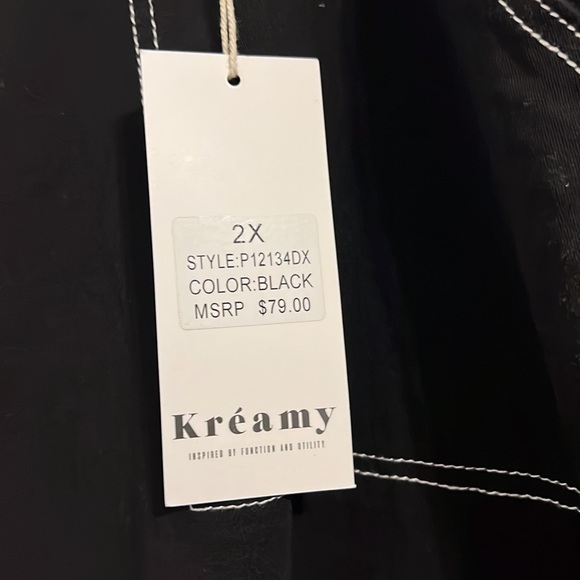 2X
STYLE:P12134DX
COLOR:BLACK
MSRP $79.00
Kréamy
INSPIRED BY FUNCTION AND UTILITY